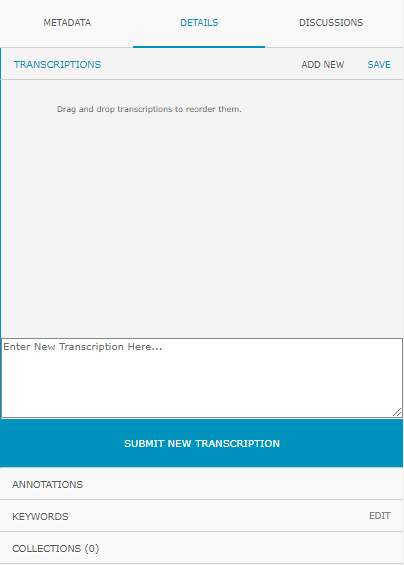 METADATA DETAILS DISCUSSIONS
TRANSCRIPTIONS ADD NEW SAVE
Drag and drop transcriptions to reorder them.
Enter New Transcription Here...
SUBMIT NEW TRANSCRIPTION
ANNOTATIONS
KEYWORDS EDIT
COLLECTIONS (0)